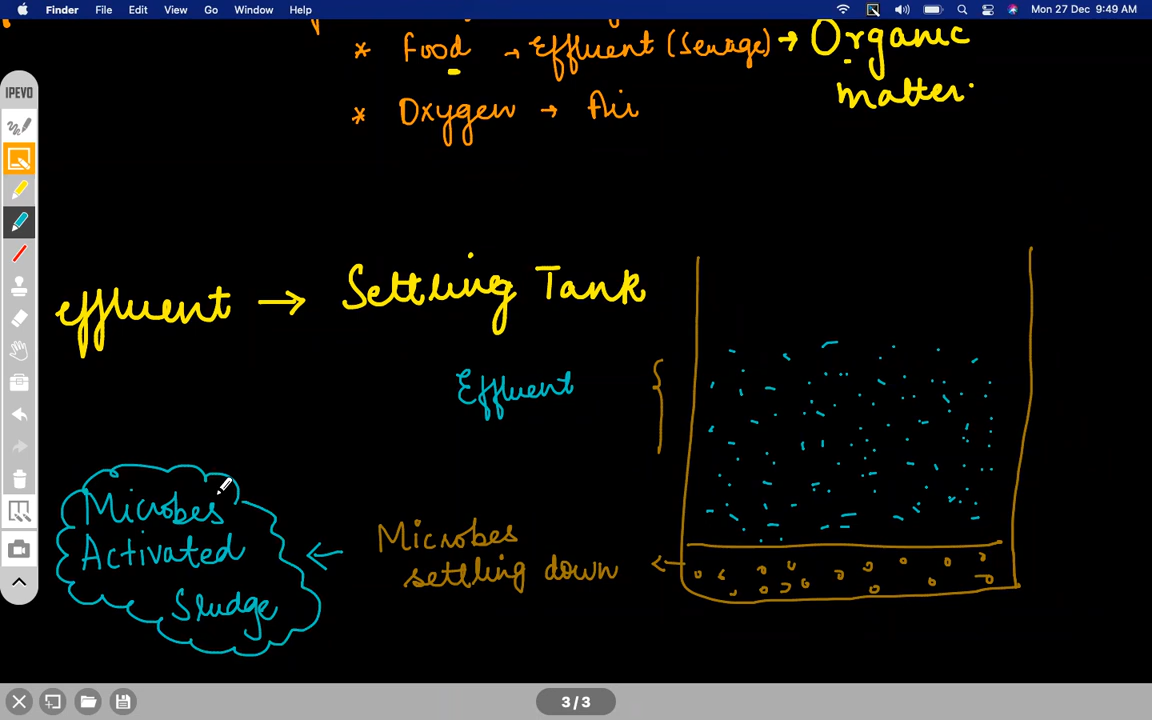 Finder File Edit View Go Window Help Mon 27 Dec 9:49 AM
* Food → Effluent (Sewage) → Organic
matter.
* Oxygen → Air
IPEVO
effluent → Settling Tank
Effluent
Microbes
Activated
Sludge
Microbes
settling down
3/3